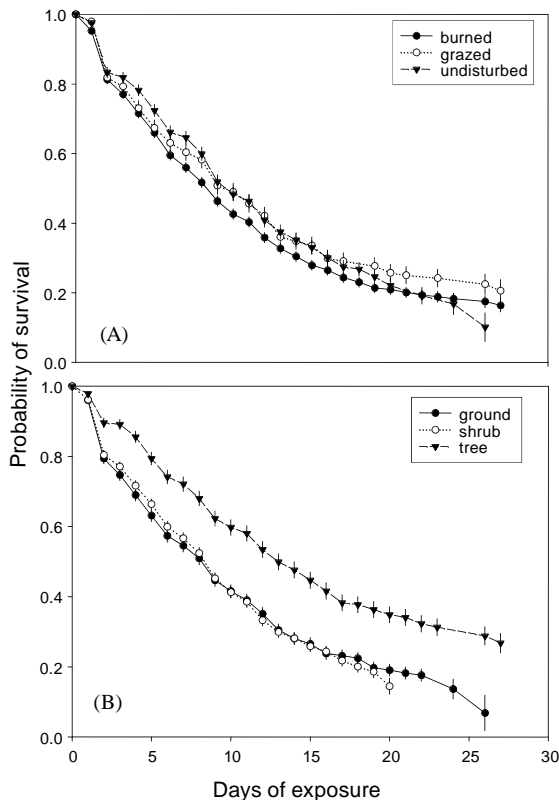 1.0
0.8
0.6
0.4
0.2
0.0
burned
grazed
undisturbed
(A)
Probability of survival
1.0
0.8
0.6
0.4
0.2
0.0
ground
shrub
tree
(B)
0 5 10 15 20 25 30
Days of exposure